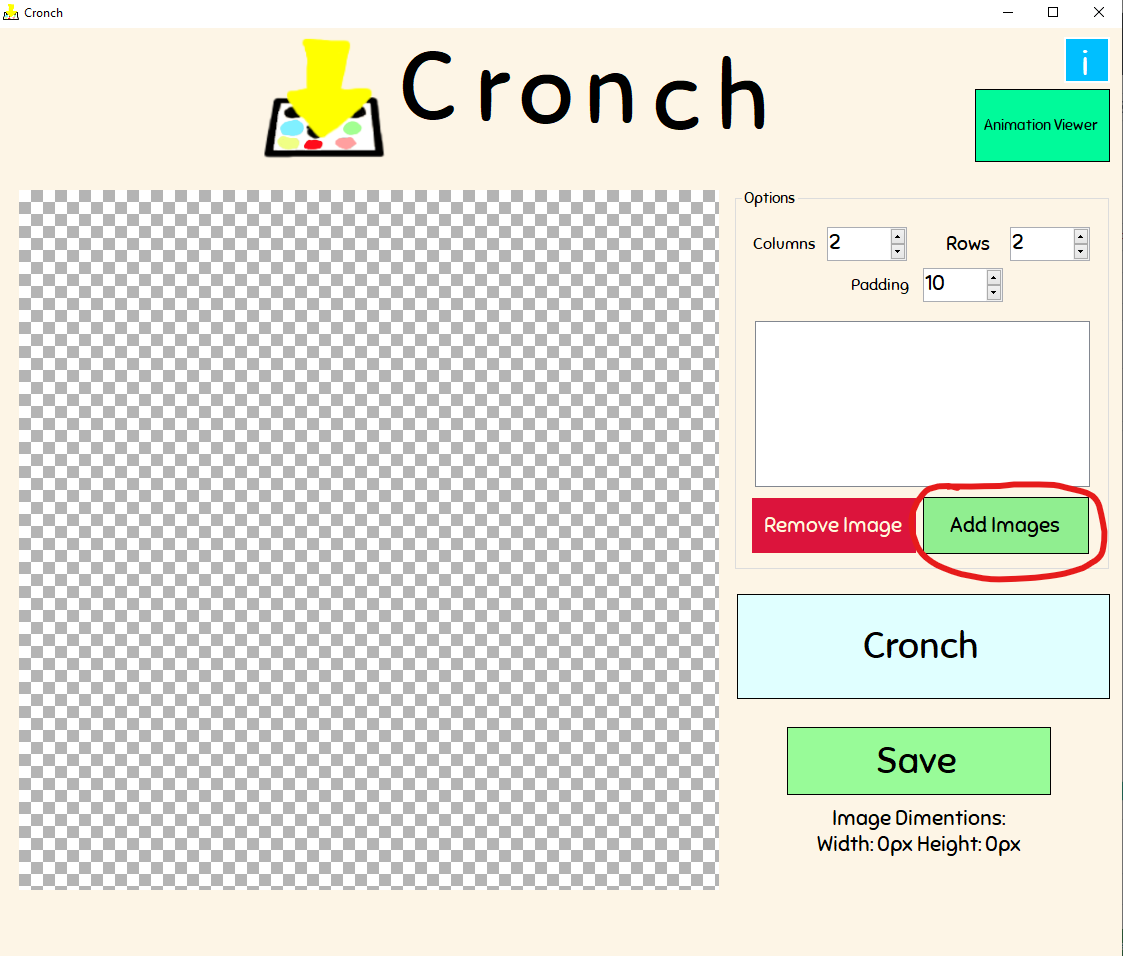 Cronch
Cronch
i
Animation Viewer
Options
Columns 2 Rows 2
Padding 10
Remove Image Add Images
Cronch
Save
Image Dimentions:
Width: 0px Height: 0px